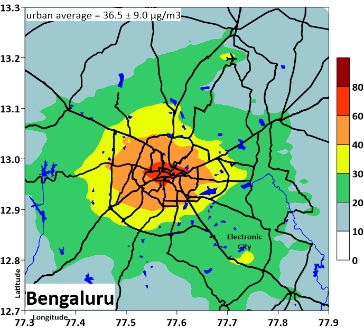 urban average = 36.5 ± 9.0 µg/m3
13.3
13.2
13.1
13.0
12.9
12.8
12.7
80
60
40
30
20
10
0
Electronic
City
Bengaluru
Latitude
Longitude
77.3 77.4 77.5 77.6 77.7 77.8 77.9